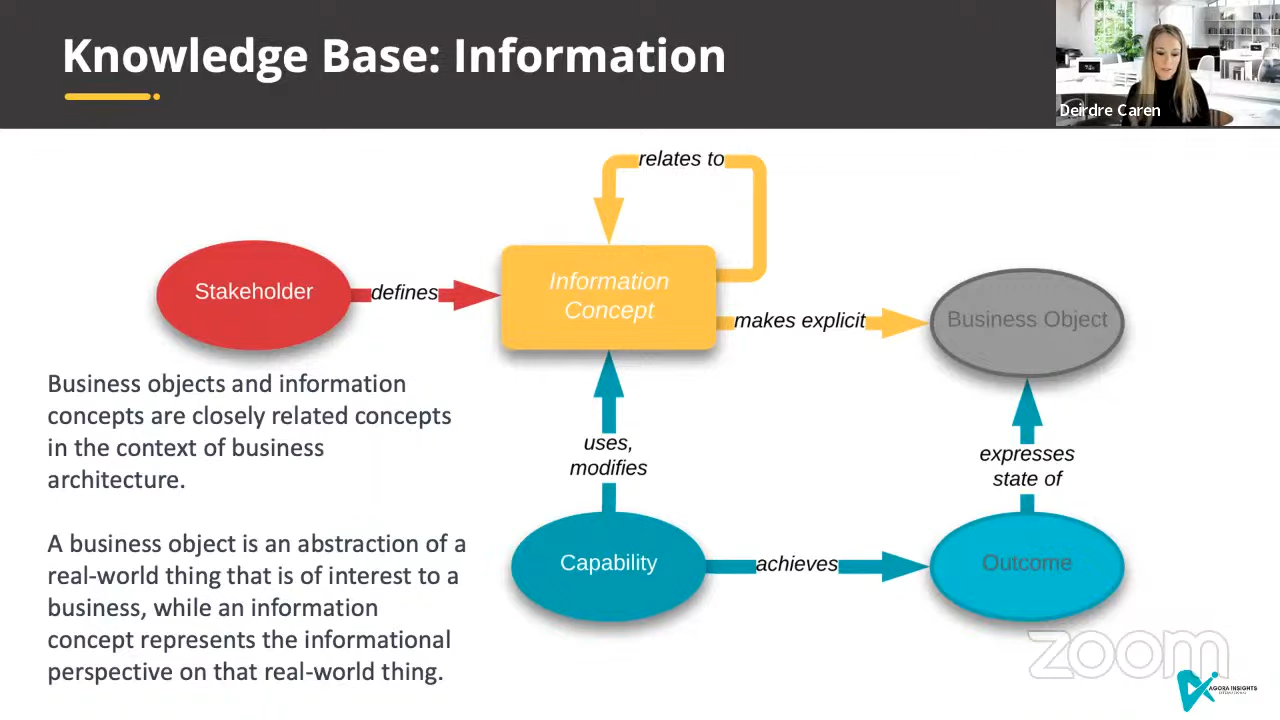 Knowledge Base: Information
Deirdre Caren
relates to
Stakeholder
defines
Information
Concept
makes explicit
Business Object
Business objects and information
concepts are closely related concepts
in the context of business
architecture.
uses,
modifies
expresses
state of
A business object is an abstraction of a
real-world thing that is of interest to a
business, while an information
concept represents the informational
perspective on that real-world thing.
Capability
achieves
Outcome
zoom
AGORA INSIGHTS
INTERNATIONAL